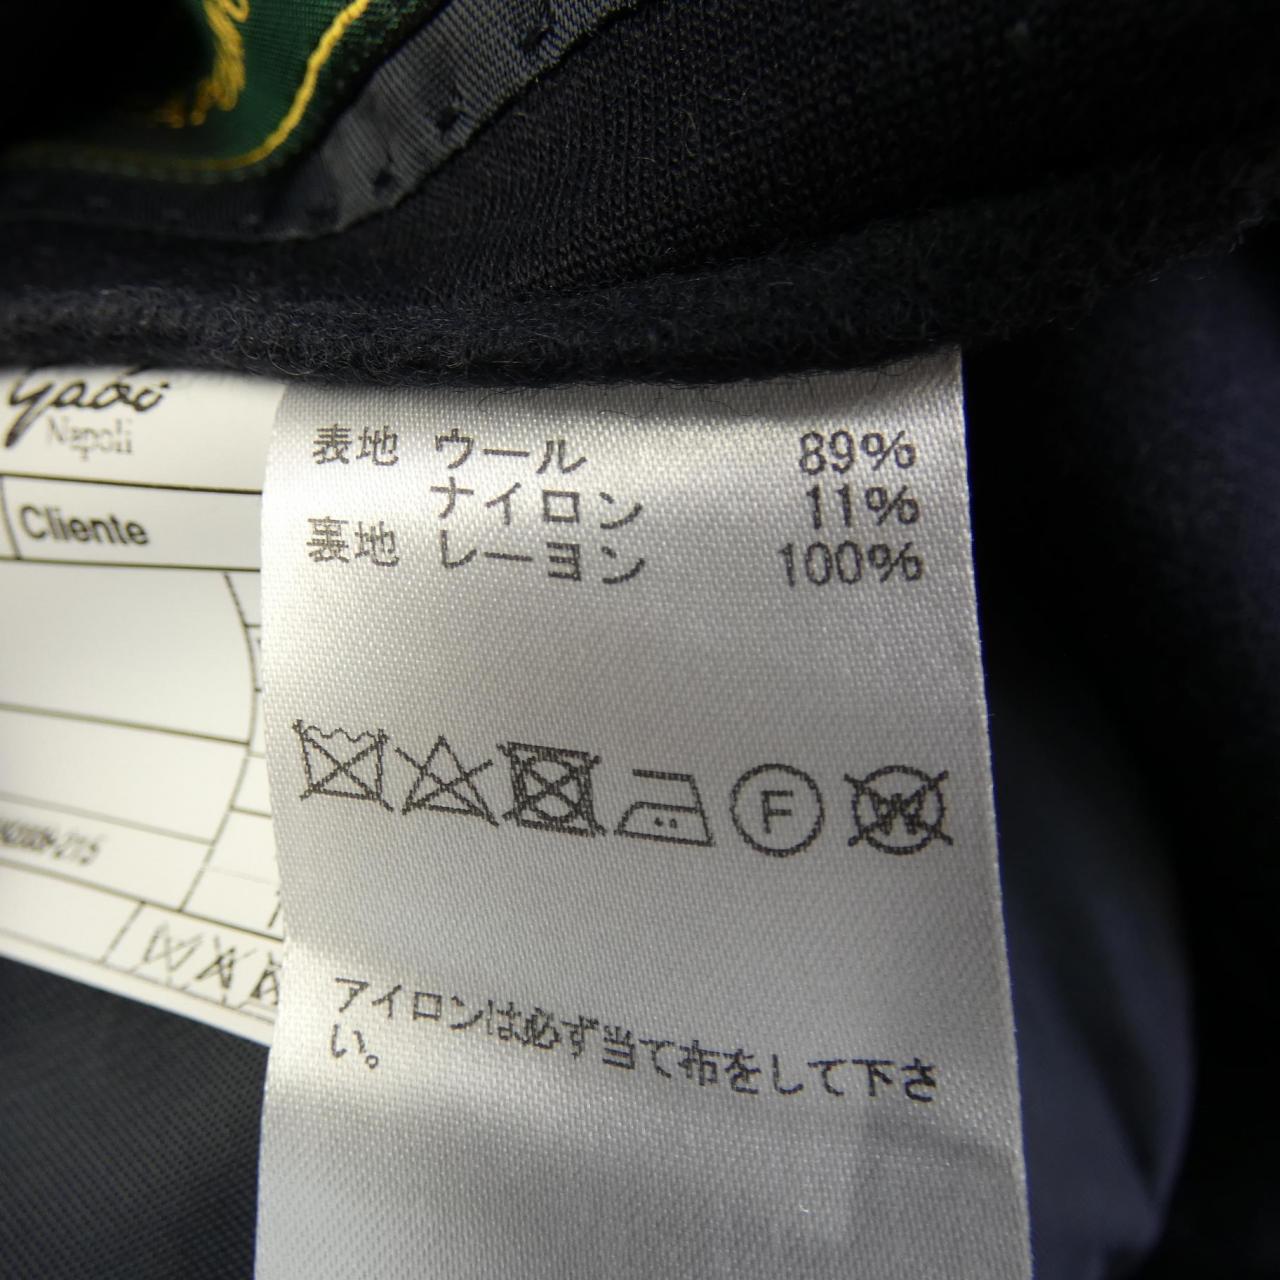 Napoli
Cliente
表地 ウール 89%
ナイロン 11%
裏地 レーヨン 100%
F
W
アイロンは必ず当て布をして下さ
い。